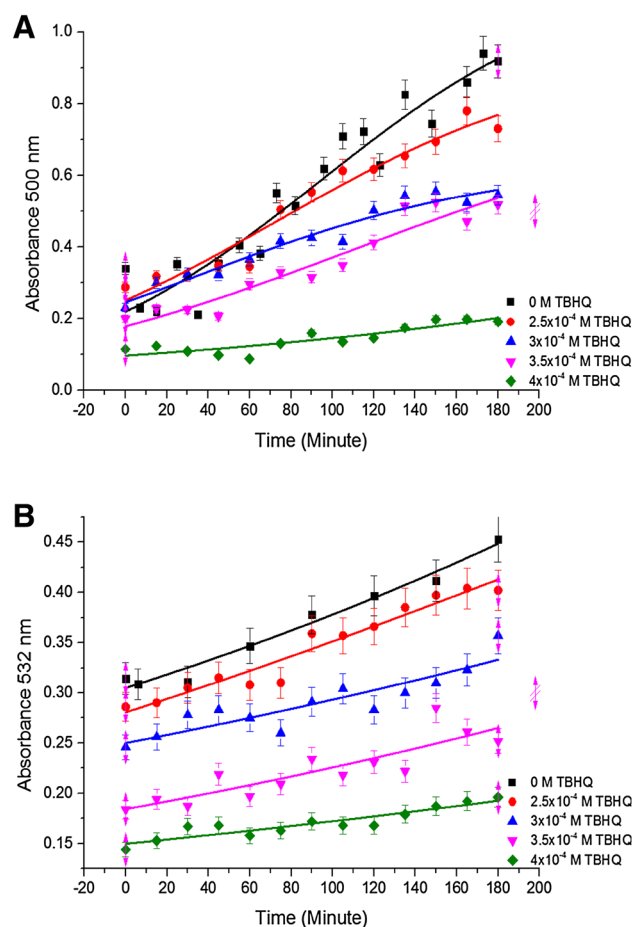 A
1.0
0.8
0.6
0.4
0.2
0.0
Absorbance 500 nm
0 M TBHQ
2.5x10⁻⁴ M TBHQ
3x10⁻⁴ M TBHQ
3.5x10⁻⁴ M TBHQ
4x10⁻⁴ M TBHQ
-20 0 20 40 60 80 100 120 140 160 180 200
Time (Minute)
B
0.45
0.40
0.35
0.30
0.25
0.20
0.15
Absorbance 532 nm
0 M TBHQ
2.5x10⁻⁴ M TBHQ
3x10⁻⁴ M TBHQ
3.5x10⁻⁴ M TBHQ
4x10⁻⁴ M TBHQ
-20 0 20 40 60 80 100 120 140 160 180 200
Time (Minute)